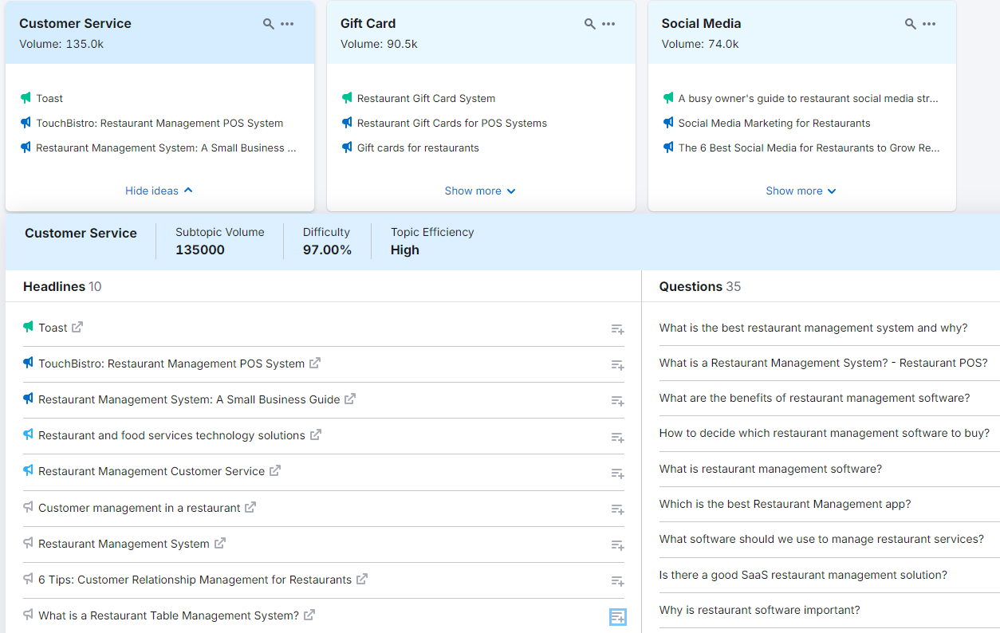 Customer Service
Volume: 135.0k
Toast
TouchBistro: Restaurant Management POS System
Restaurant Management System: A Small Business ...
Hide ideas
Gift Card
Volume: 90.5k
Restaurant Gift Card System
Restaurant Gift Cards for POS Systems
Gift cards for restaurants
Show more
Social Media
Volume: 74.0k
A busy owner's guide to restaurant social media str...
Social Media Marketing for Restaurants
The 6 Best Social Media for Restaurants to Grow Re...
Show more
Customer Service
Subtopic Volume
135000
Difficulty
97.00%
Topic Efficiency
High
Headlines 10
Toast
TouchBistro: Restaurant Management POS System
Restaurant Management System: A Small Business Guide
Restaurant and food services technology solutions
Restaurant Management Customer Service
Customer management in a restaurant
Restaurant Management System
6 Tips: Customer Relationship Management for Restaurants
What is a Restaurant Table Management System?
Questions 35
What is the best restaurant management system and why?
What is a Restaurant Management System? - Restaurant POS?
What are the benefits of restaurant management software?
How to decide which restaurant management software to buy?
What is restaurant management software?
Which is the best Restaurant Management app?
What software should we use to manage restaurant services?
Is there a good SaaS restaurant management solution?
Why is restaurant software important?